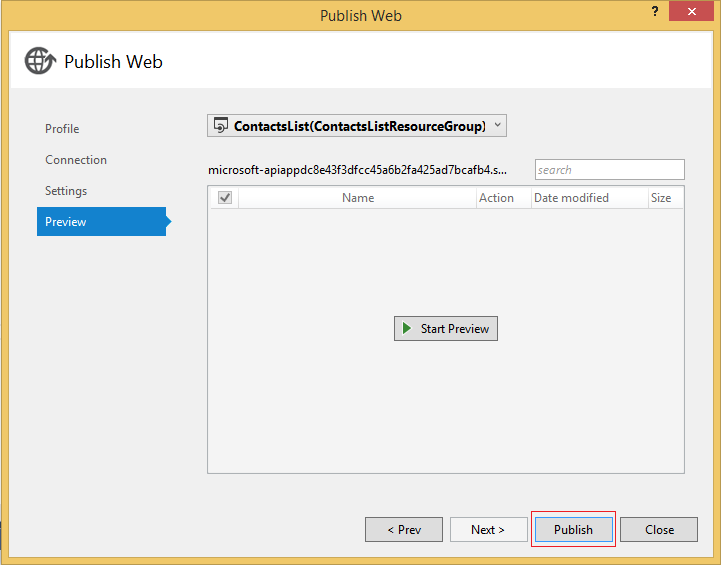 Publish Web
?
Publish Web
Profile
Connection
Settings
Preview
ContactsList(ContactsListResourceGroup)
microsoft-apiappdc8e43f3dfcc45a6b2fa425ad7bcafb4.s...
search
Name Action Date modified Size
Start Preview
< Prev Next > Publish Close